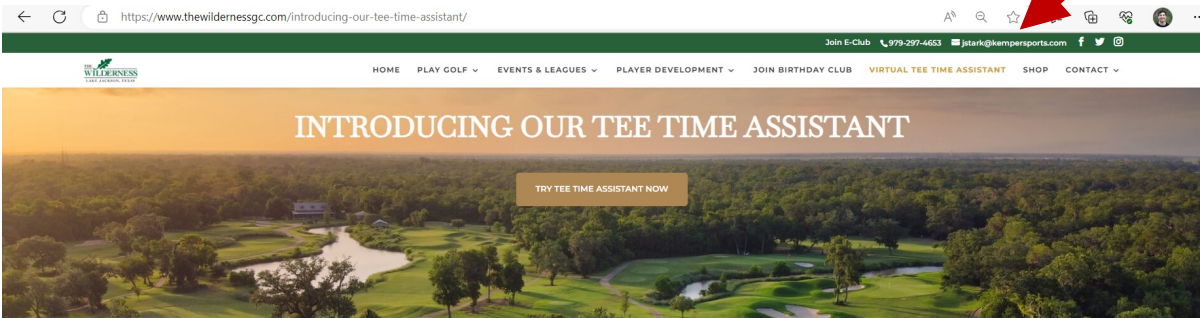 https://www.thewildernessgc.com/introducing-our-tee-time-assistant/
Join E-Club 979-297-4653 jstark@kempersports.com
THE
WILDERNESS
LAKE JACKSON, TEXAS
HOME PLAY GOLF EVENTS & LEAGUES PLAYER DEVELOPMENT JOIN BIRTHDAY CLUB VIRTUAL TEE TIME ASSISTANT SHOP CONTACT
INTRODUCING OUR TEE TIME ASSISTANT
TRY TEE TIME ASSISTANT NOW